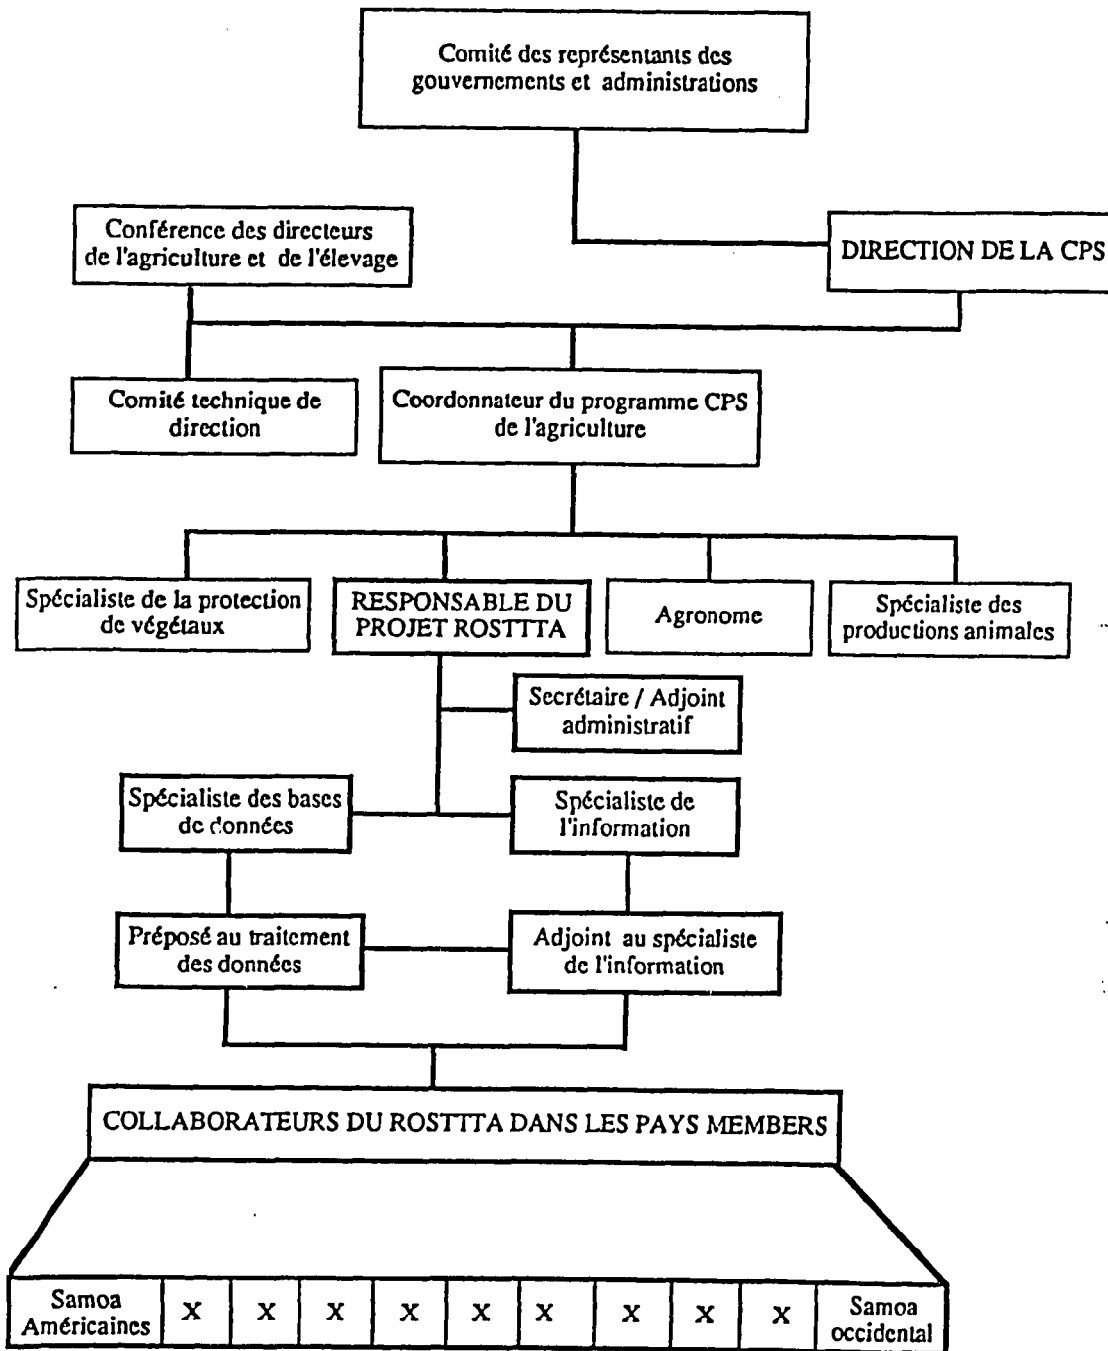 Comité des représentants des
gouvernements et administrations
Conférence des directeurs
de l'agriculture et de l'élevage
DIRECTION DE LA CPS
Comité technique de
direction
Coordonnateur du programme CPS
de l'agriculture
Spécialiste de la protection
de végétaux
RESPONSABLE DU
PROJET ROSTTTA
Agronome
Spécialiste des
productions animales
Secrétaire / Adjoint
administratif
Spécialiste des bases
de données
Spécialiste de
l'information
Préposé au traitement
des données
Adjoint au spécialiste
de l'information
COLLABORATEURS DU ROSTTTA DANS LES PAYS MEMBERS
Samoa
Américaines
X X X X X X X X X
Samoa
occidental